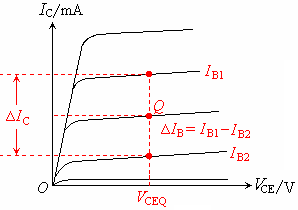 I_C/mA
I_B1
ΔI_C
Q
ΔI_B = I_B1 − I_B2
I_B2
O
V_CEQ
V_CE/V